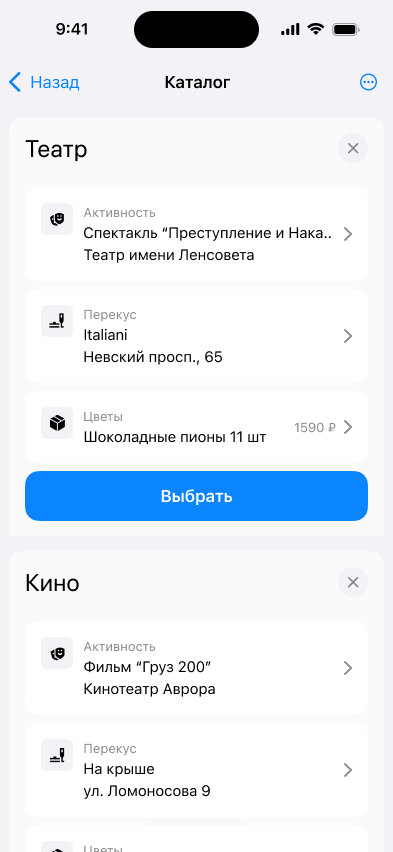 9:41
Назад
Каталог
Театр
Активность
Спектакль “Преступление и Нака..
Театр имени Ленсовета
Перекус
Italiani
Невский просп., 65
Цветы
Шоколадные пионы 11 шт
1590 ₽
Выбрать
Кино
Активность
Фильм “Груз 200”
Кинотеатр Аврора
Перекус
На крыше
ул. Ломоносова 9
Цветы